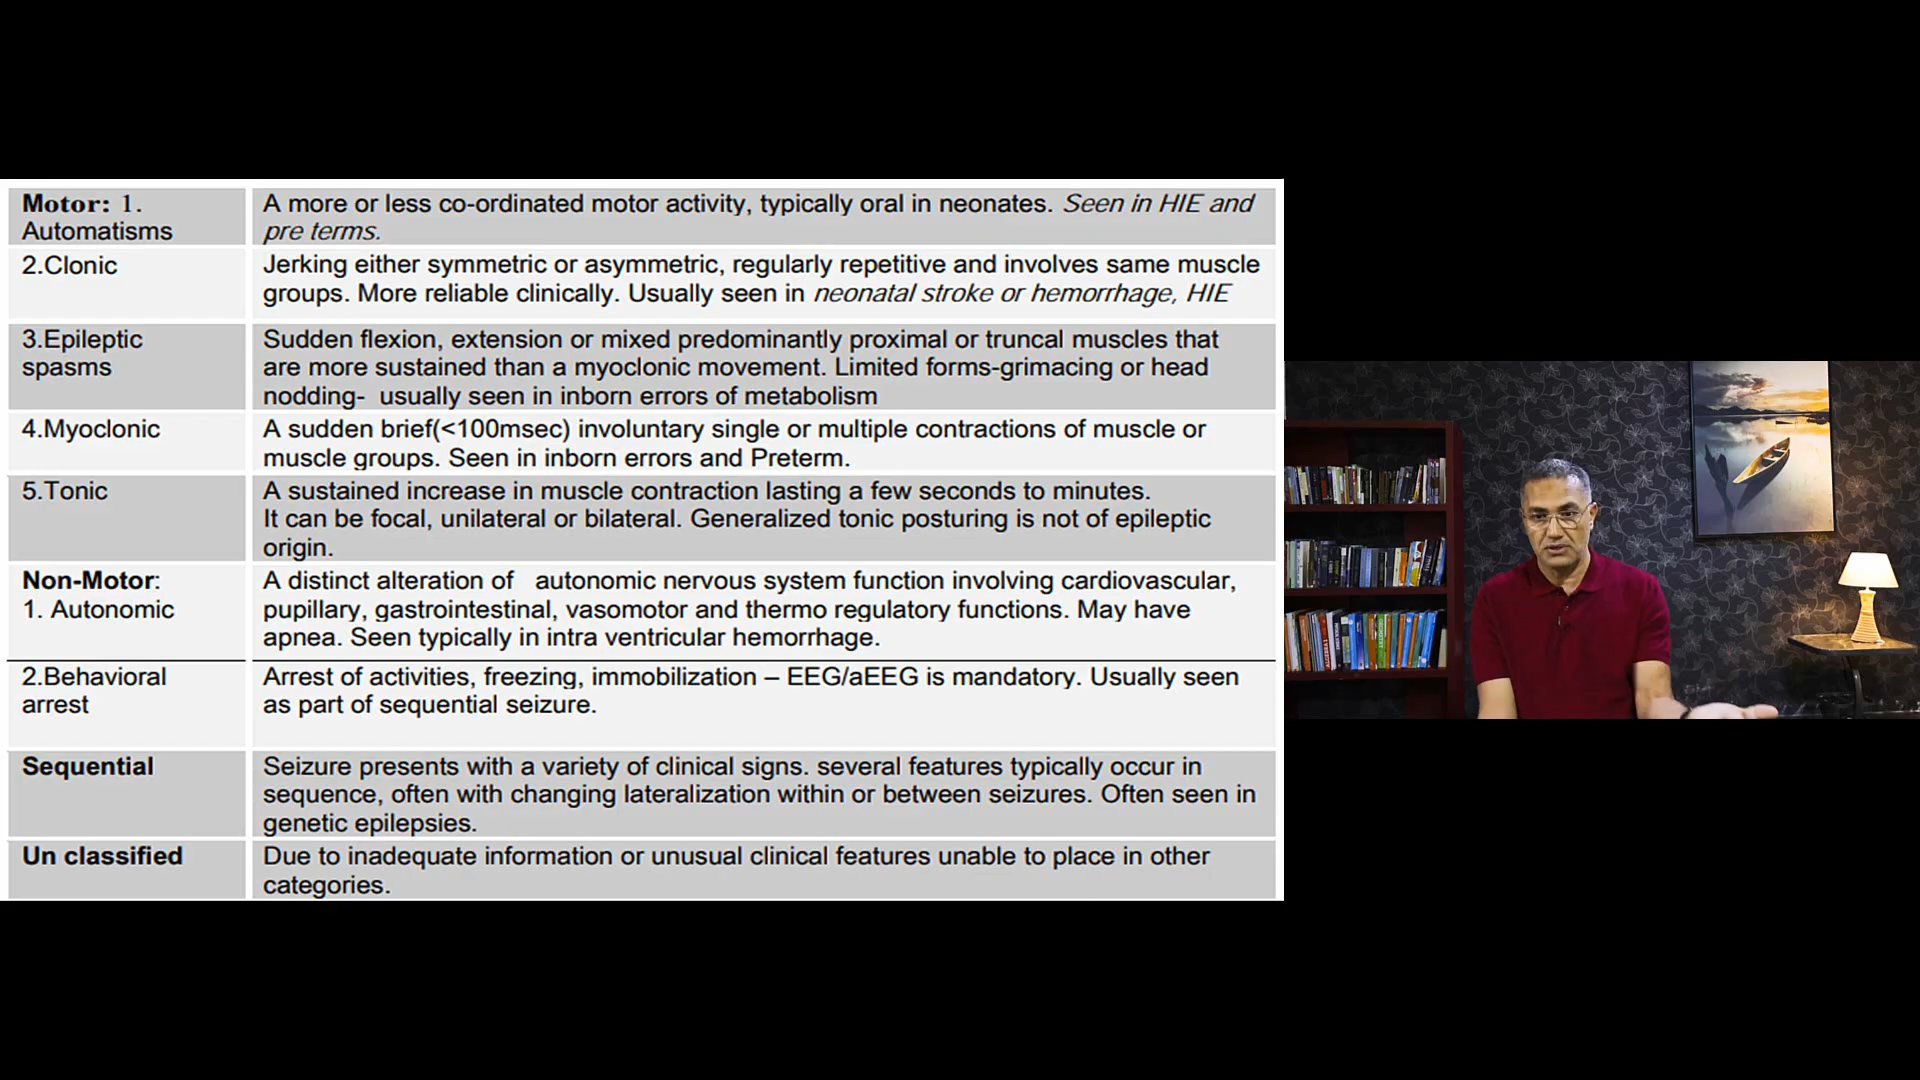 Motor: 1.
Automatisms
A more or less co-ordinated motor activity, typically oral in neonates. Seen in HIE and
pre terms.
2.Clonic
Jerking either symmetric or asymmetric, regularly repetitive and involves same muscle
groups. More reliable clinically. Usually seen in neonatal stroke or hemorrhage, HIE
3.Epileptic
spasms
Sudden flexion, extension or mixed predominantly proximal or truncal muscles that
are more sustained than a myoclonic movement. Limited forms-grimacing or head
nodding- usually seen in inborn errors of metabolism
4.Myoclonic
A sudden brief(<100msec) involuntary single or multiple contractions of muscle or
muscle groups. Seen in inborn errors and Preterm.
5.Tonic
A sustained increase in muscle contraction lasting a few seconds to minutes.
It can be focal, unilateral or bilateral. Generalized tonic posturing is not of epileptic
origin.
Non-Motor:
1. Autonomic
A distinct alteration of autonomic nervous system function involving cardiovascular,
pupillary, gastrointestinal, vasomotor and thermo regulatory functions. May have
apnea. Seen typically in intra ventricular hemorrhage.
2.Behavioral
arrest
Arrest of activities, freezing, immobilization – EEG/aEEG is mandatory. Usually seen
as part of sequential seizure.
Sequential
Seizure presents with a variety of clinical signs. several features typically occur in
sequence, often with changing lateralization within or between seizures. Often seen in
genetic epilepsies.
Un classified
Due to inadequate information or unusual clinical features unable to place in other
categories.